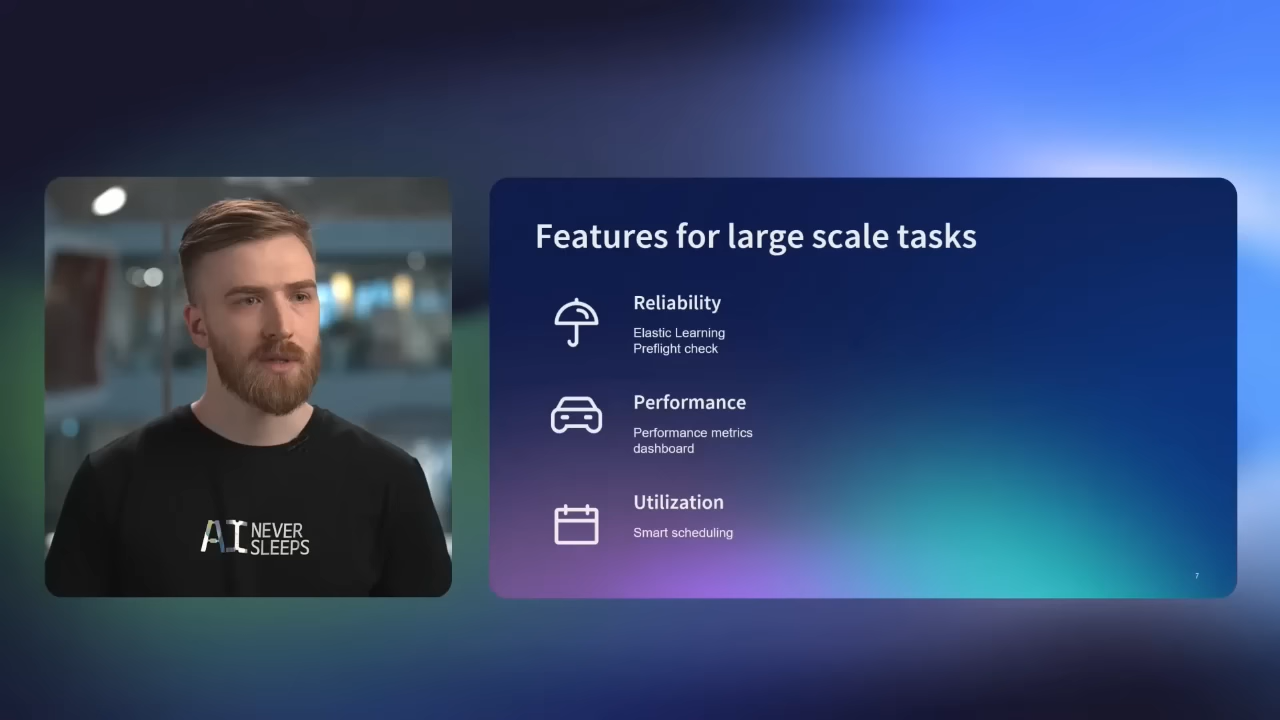 AI NEVER
SLEEPS
Features for large scale tasks
Reliability
Elastic Learning
Preflight check
Performance
Performance metrics
dashboard
Utilization
Smart scheduling
7